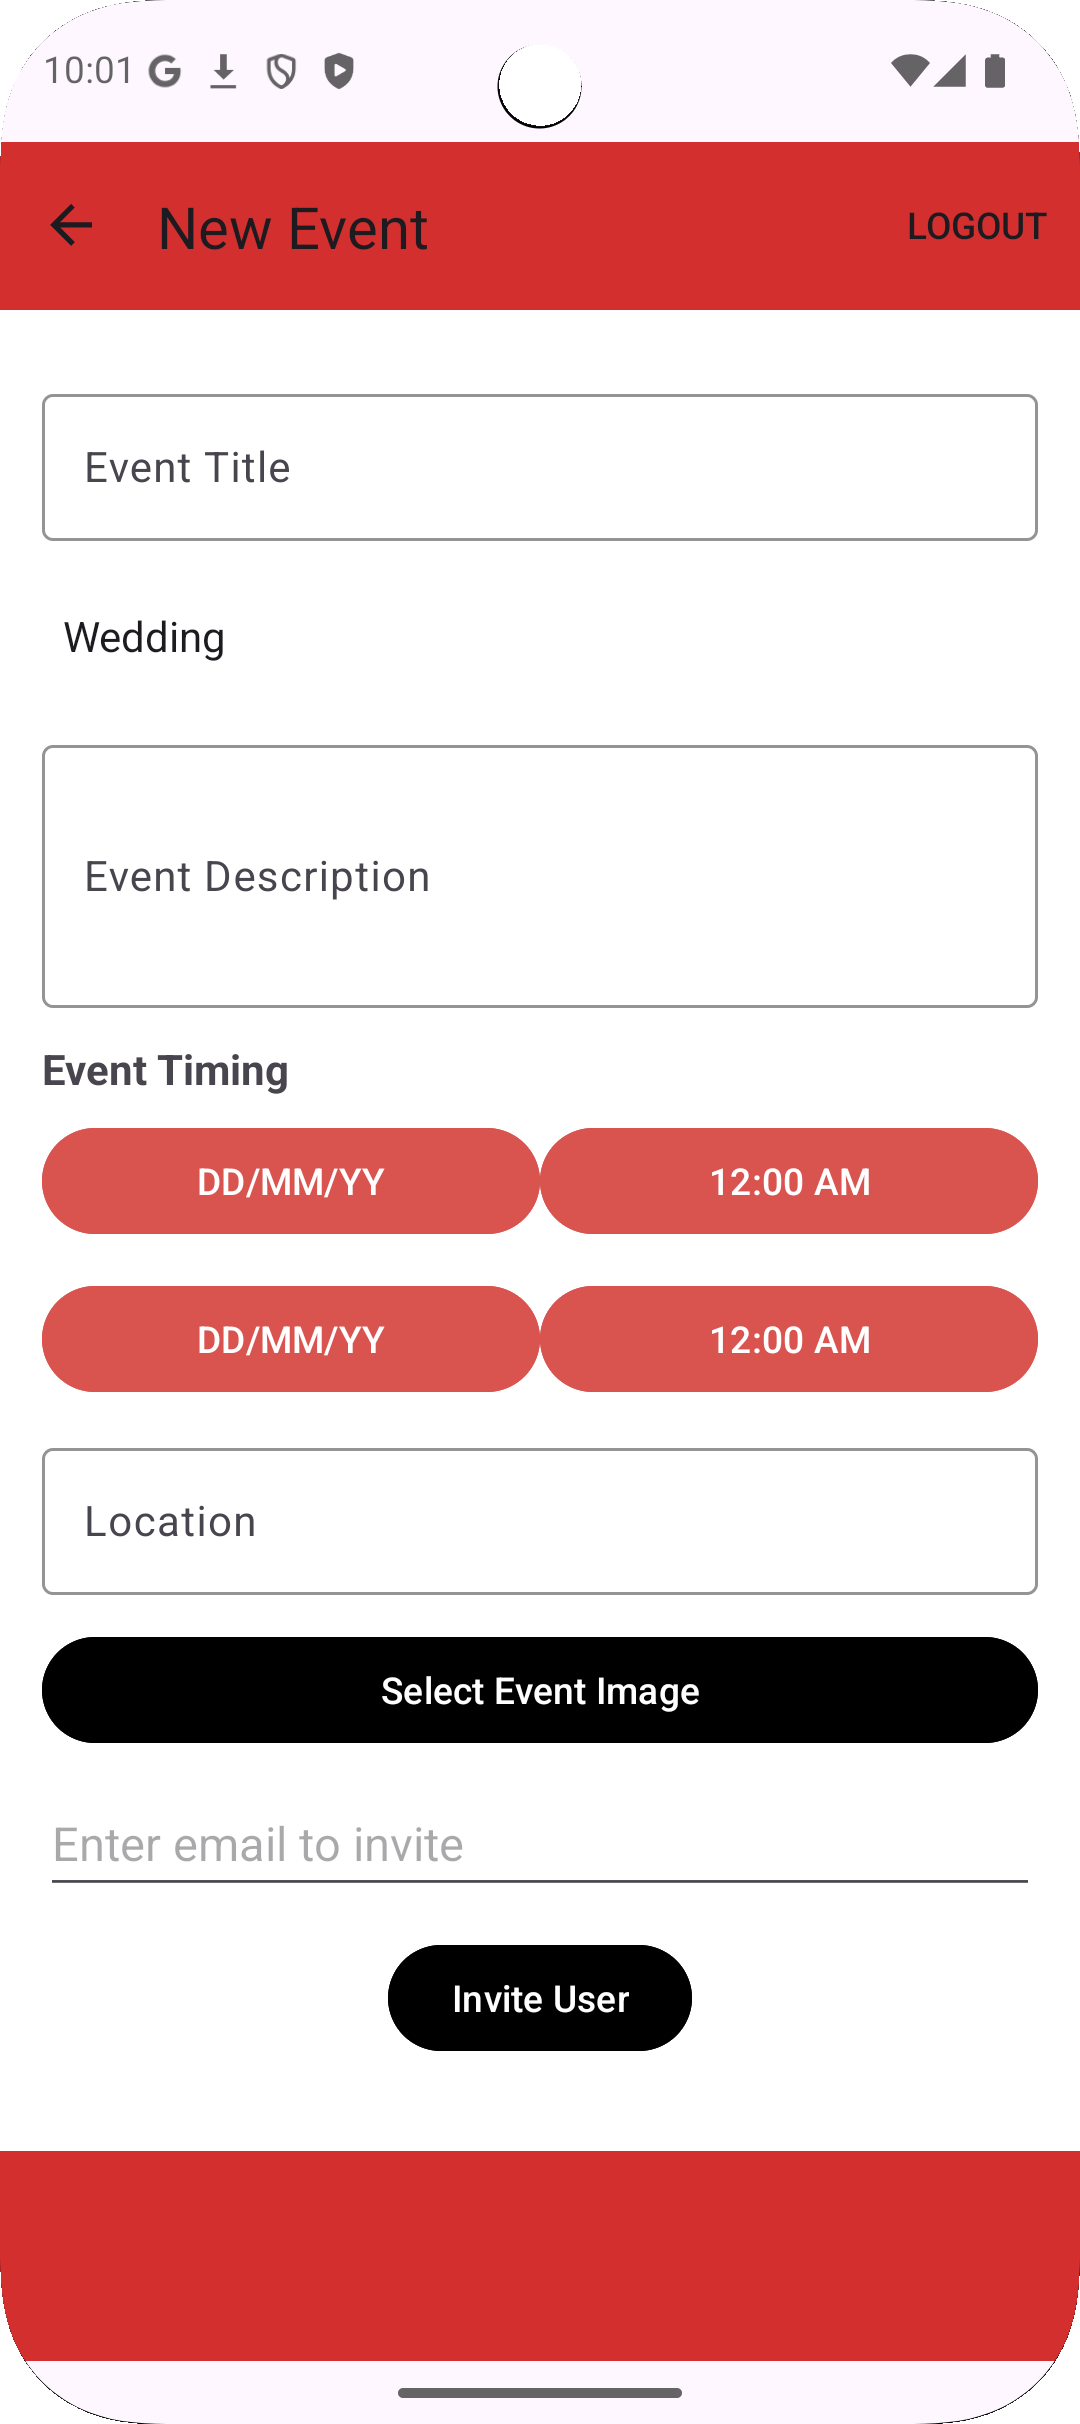 10:01
New Event
LOGOUT
Event Title
Wedding
Event Description
Event Timing
DD/MM/YY 12:00 AM
DD/MM/YY 12:00 AM
Location
Select Event Image
Enter email to invite
Invite User